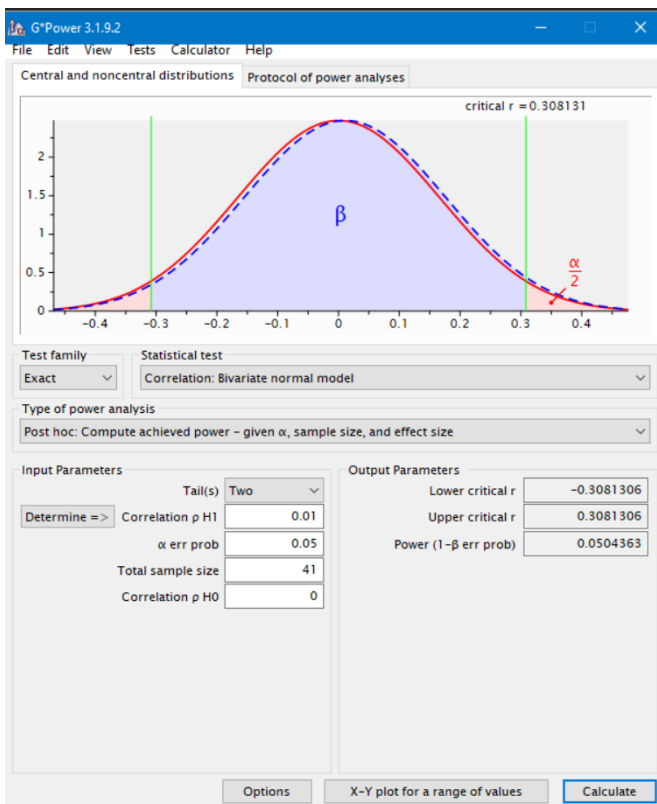 G*Power 3.1.9.2
File Edit View Tests Calculator Help
Central and noncentral distributions Protocol of power analyses
critical r = 0.308131
2
1.5
1
0.5
0
β
α
2
-0.4 -0.3 -0.2 -0.1 0 0.1 0.2 0.3 0.4
Test family Statistical test
Exact Correlation: Bivariate normal model
Type of power analysis
Post hoc: Compute achieved power – given α, sample size, and effect size
Input Parameters Output Parameters
Tail(s) Two Lower critical r -0.3081306
Determine => Correlation ρ H1 0.01 Upper critical r 0.3081306
α err prob 0.05 Power (1-β err prob) 0.0504363
Total sample size 41
Correlation ρ H0 0
Options X-Y plot for a range of values Calculate